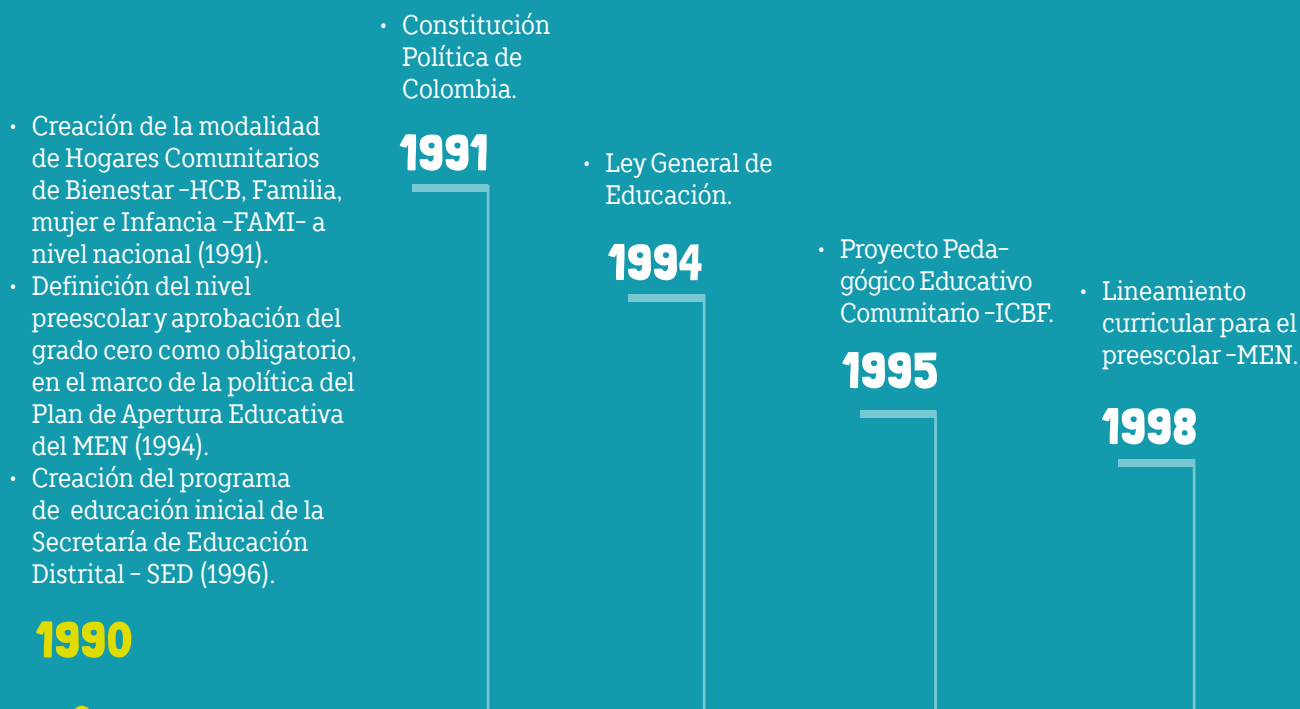 • Creación de la modalidad
de Hogares Comunitarios
de Bienestar –HCB, Familia,
mujer e Infancia –FAMI– a
nivel nacional (1991).
• Definición del nivel
preescolar y aprobación del
grado cero como obligatorio,
en el marco de la política del
Plan de Apertura Educativa
del MEN (1994).
• Creación del programa
de educación inicial de la
Secretaría de Educación
Distrital – SED (1996).
1990
• Constitución
Política de
Colombia.
1991
• Ley General de
Educación.
1994
• Proyecto Peda-
gógico Educativo
Comunitario –ICBF.
1995
• Lineamiento
curricular para el
preescolar –MEN.
1998